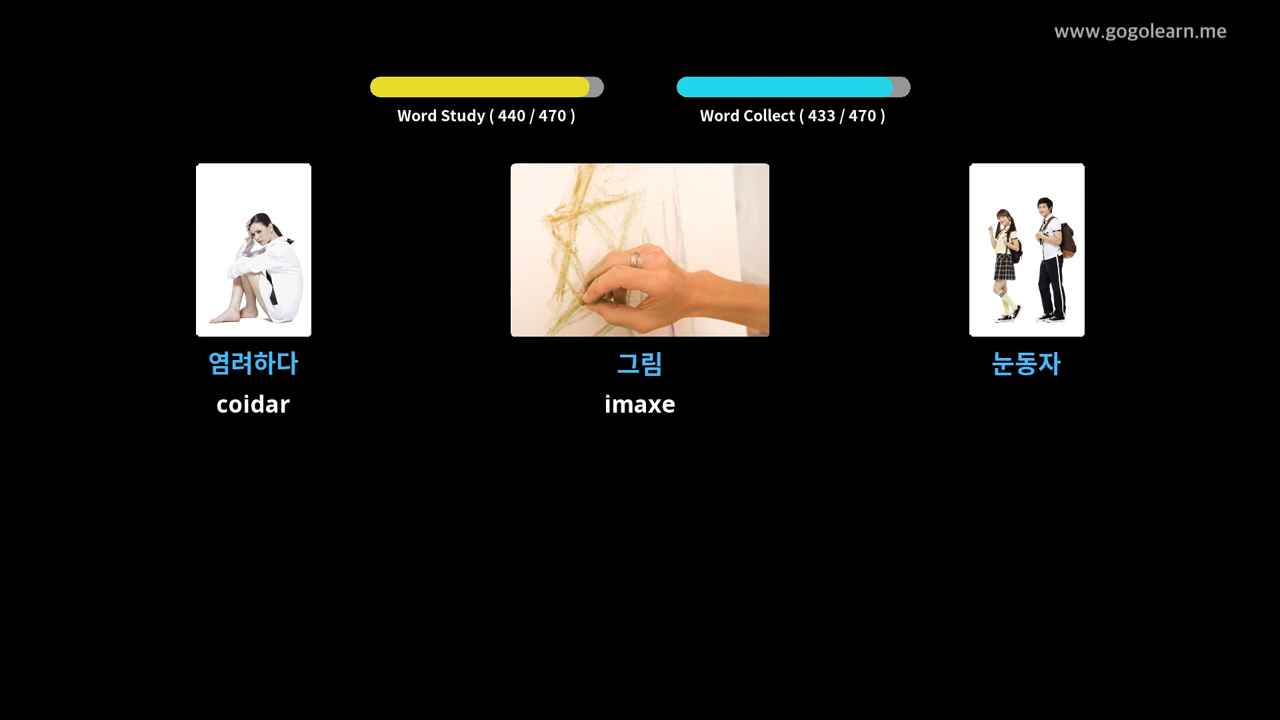 www.gogolearn.me
Word Study ( 440 / 470 )
Word Collect ( 433 / 470 )
염려하다
그림
눈동자
coidar
imaxe